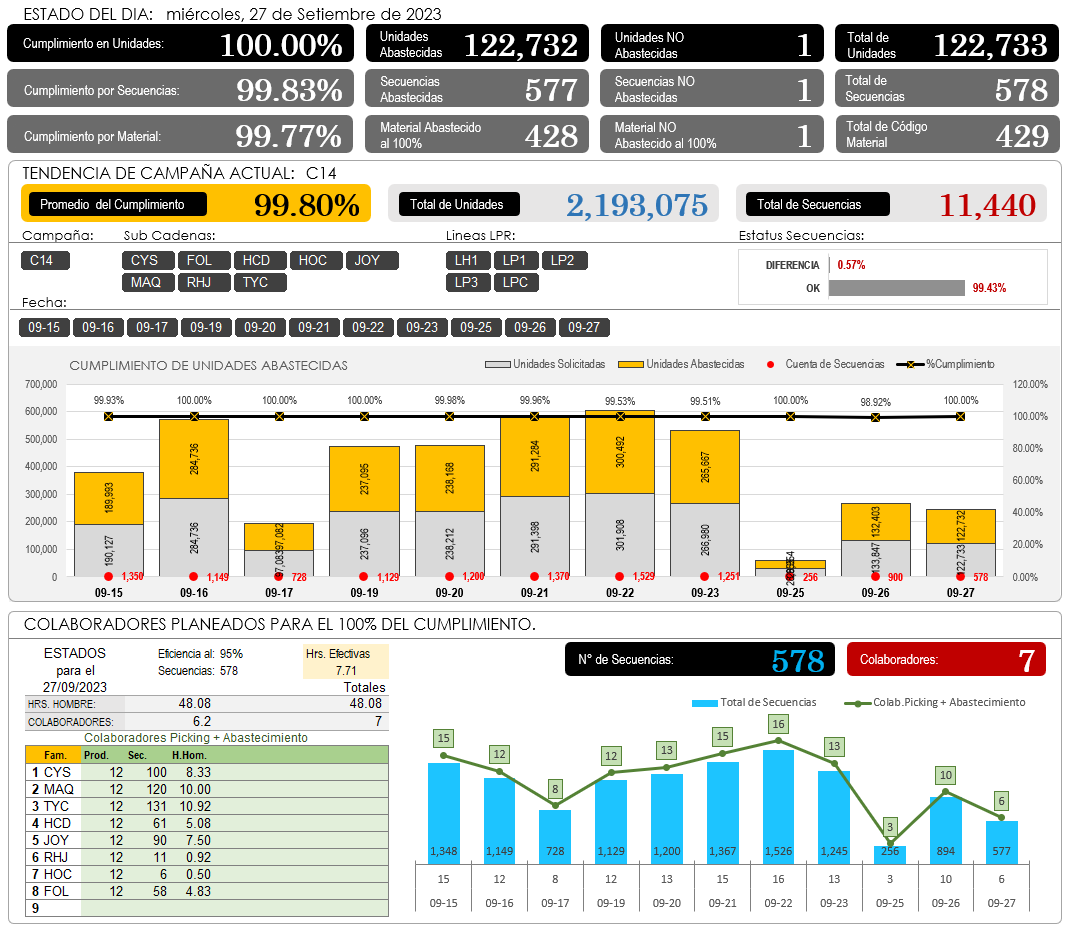 ESTADO DEL DIA: miércoles, 27 de Setiembre de 2023
Cumplimiento en Unidades: 100.00%
Unidades Abastecidas 122,732
Unidades NO Abastecidas 1
Total de Unidades 122,733
Cumplimiento por Secuencias: 99.83%
Secuencias Abastecidas 577
Secuencias NO Abastecidas 1
Total de Secuencias 578
Cumplimiento por Material: 99.77%
Material Abastecido al 100% 428
Material NO Abastecido al 100% 1
Total de Código Material 429
TENDENCIA DE CAMPAÑA ACTUAL: C14
Promedio del Cumplimiento 99.80%
Total de Unidades 2,193,075
Total de Secuencias 11,440
Campaña: Sub Cadenas: Lineas LPR: Estatus Secuencias:
C14 CYS FOL HCD HOC JOY LH1 LP1 LP2
MAQ RHJ TYC LP3 LPC
DIFERENCIA 0.57%
OK 99.43%
Fecha:
09-15 09-16 09-17 09-19 09-20 09-21 09-22 09-23 09-25 09-26 09-27
CUMPLIMIENTO DE UNIDADES ABASTECIDAS
Unidades Solicitadas Unidades Abastecidas Cuenta de Secuencias %Cumplimiento
700,000 120.00%
600,000 100.00%
500,000 80.00%
400,000 60.00%
300,000 40.00%
200,000 20.00%
100,000 0.00%
0
99.93% 100.00% 100.00% 100.00% 99.98% 99.96% 99.53% 99.51% 100.00% 98.92% 100.00%
189,993 284,736 97,082 237,095 238,168 291,284 300,492 265,667 132,403 122,732
190,127 284,736 97,083 237,096 238,212 291,398 301,908 266,980 133,847 122,733
1,350 1,149 728 1,129 1,200 1,370 1,529 1,251 256 900 578
09-15 09-16 09-17 09-19 09-20 09-21 09-22 09-23 09-25 09-26 09-27
COLABORADORES PLANEADOS PARA EL 100% DEL CUMPLIMIENTO.
ESTADOS para el 27/09/2023
Eficiencia al: 95%
Secuencias: 578
Hrs. Efectivas
7.71
Totales
HRS. HOMBRE: 48.08 48.08
COLABORADORES: 6.2 7
Colaboradores Picking + Abastecimiento
Fam. Prod. Sec. H.Hom.
1 CYS 12 100 8.33
2 MAQ 12 120 10.00
3 TYC 12 131 10.92
4 HCD 12 61 5.08
5 JOY 12 90 7.50
6 RHJ 12 11 0.92
7 HOC 12 6 0.50
8 FOL 12 58 4.83
9
N° de Secuencias: 578
Colaboradores: 7
Total de Secuencias Colab.Picking + Abastecimiento
15 12 8 12 13 15 16 13 3 10 6
1,348 1,149 728 1,129 1,200 1,367 1,526 1,245 256 894 577
15 12 8 12 13 15 16 13 3 10 6
09-15 09-16 09-17 09-19 09-20 09-21 09-22 09-23 09-25 09-26 09-27